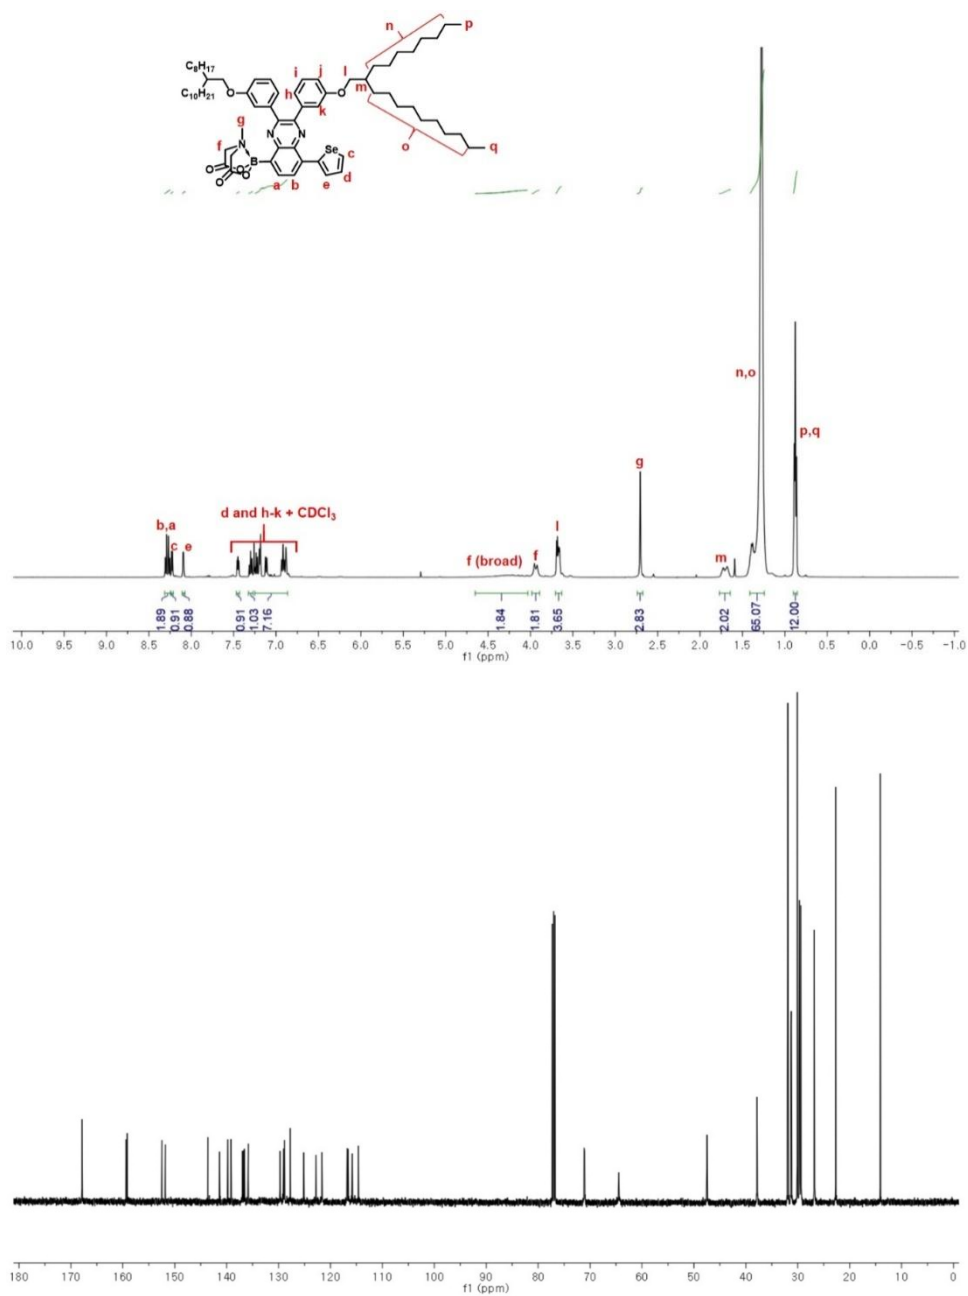 n
p
C8H17
i
j
l
O
m
C10H21
O
h
k
g
N
N
f
N
Se
c
o
q
O
O
B
O
O
d
a
b
e
n,o
p,q
g
b,a
d and h-k + CDCl3
c
e
l
f (broad)
f
m
1.89
0.91
0.88
0.91
1.03
7.16
1.84
1.81
3.65
2.83
2.02
65.07
12.00
10.0 9.5 9.0 8.5 8.0 7.5 7.0 6.5 6.0 5.5 5.0 4.5 4.0 3.5 3.0 2.5 2.0 1.5 1.0 0.5 0.0 -0.5 -1.0
f1 (ppm)
180 170 160 150 140 130 120 110 100 90 80 70 60 50 40 30 20 10 0
f1 (ppm)